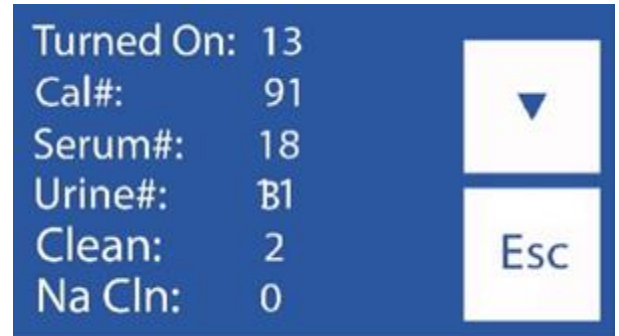 Turned On: 13
Cal#: 91
Serum#: 18
Urine#:
Clean: 2
Na Cln: 0
▼
Esc